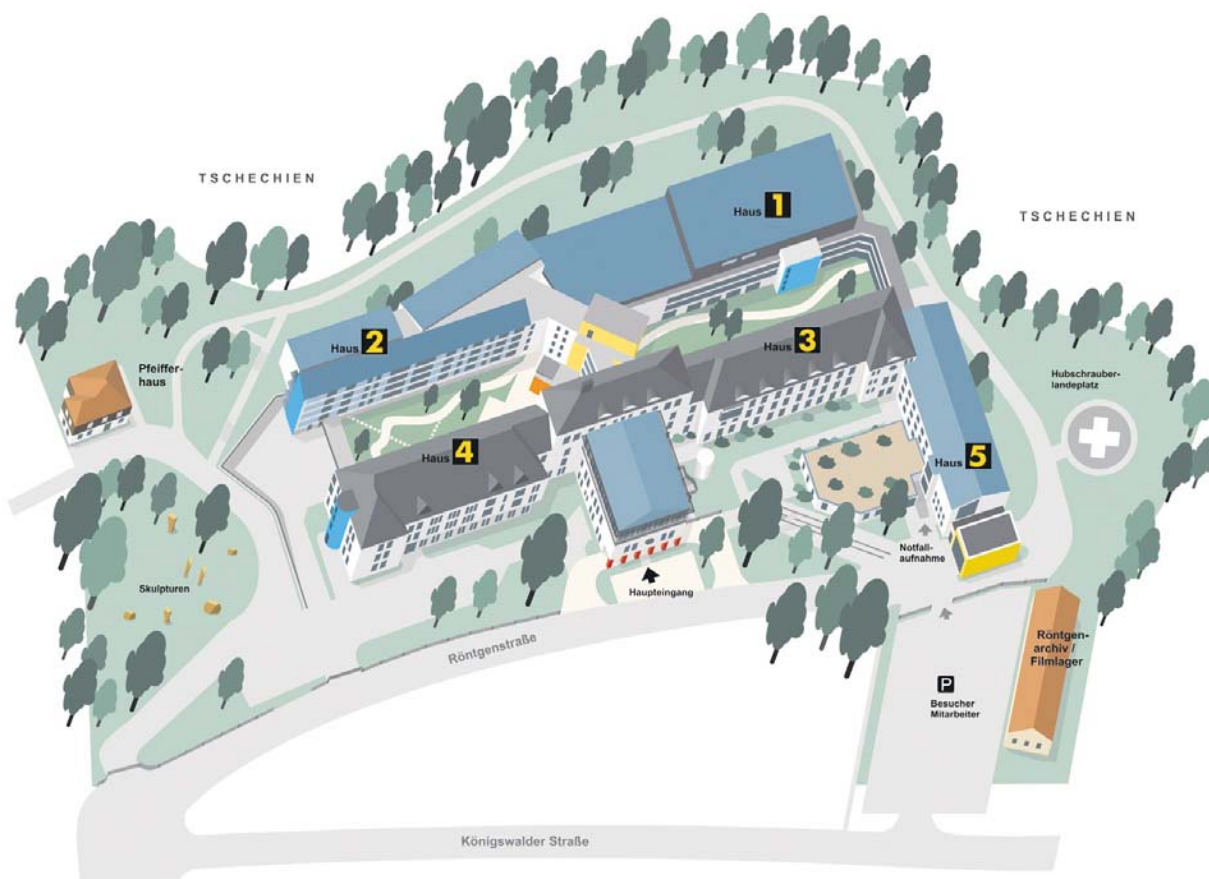 TSCHECHIEN
Haus 1
TSCHECHIEN
Haus 2
Haus 3
Pfeiffer-
haus
Hubschrauber-
landeplatz
Haus 4
Haus 5
Notfall-
aufnahme
Skulpturen
Haupteingang
Röntgenstraße
Röntgen-
archiv /
Filmlager
P
Besucher
Mitarbeiter
Königswalder Straße